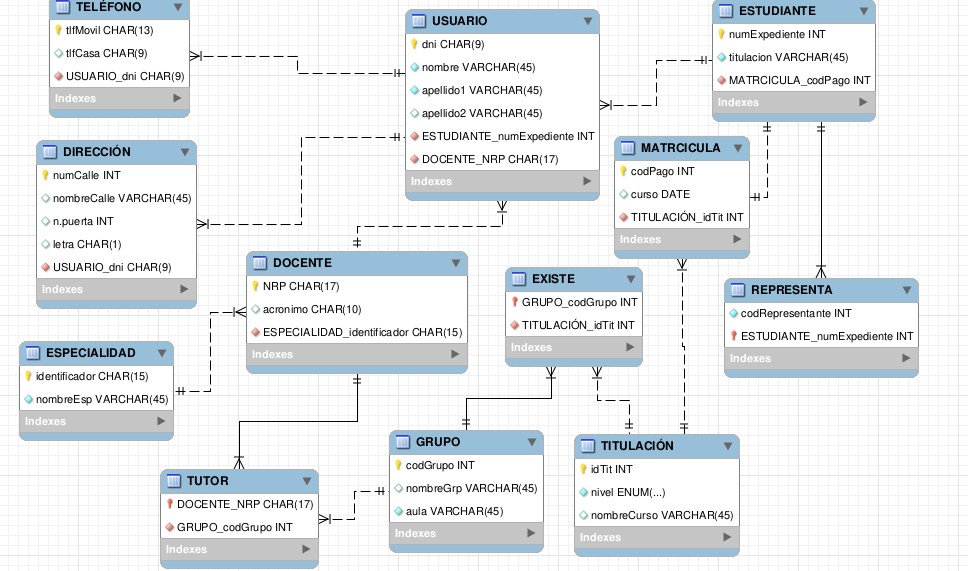 TELÉFONO
tlfMovil CHAR(13)
tlfCasa CHAR(9)
USUARIO_dni CHAR(9)
Indexes
USUARIO
dni CHAR(9)
nombre VARCHAR(45)
apellido1 VARCHAR(45)
apellido2 VARCHAR(45)
ESTUDIANTE_numExpediente INT
DOCENTE_NRP CHAR(17)
Indexes
ESTUDIANTE
numExpediente INT
titulacion VARCHAR(45)
MATRCICULA_codPago INT
Indexes
DIRECCIÓN
numCalle INT
nombreCalle VARCHAR(45)
n.puerta INT
letra CHAR(1)
USUARIO_dni CHAR(9)
Indexes
MATRCICULA
codPago INT
curso DATE
TITULACIÓN_idTit INT
Indexes
DOCENTE
NRP CHAR(17)
acronimo CHAR(10)
ESPECIALIDAD_identificador CHAR(15)
Indexes
EXISTE
GRUPO_codGrupo INT
TITULACIÓN_idTit INT
Indexes
REPRESENTA
codRepresentante INT
ESTUDIANTE_numExpediente INT
Indexes
ESPECIALIDAD
identificador CHAR(15)
nombreEsp VARCHAR(45)
Indexes
GRUPO
codGrupo INT
nombreGrp VARCHAR(45)
aula VARCHAR(45)
Indexes
TITULACIÓN
idTit INT
nivel ENUM(...)
nombreCurso VARCHAR(45)
Indexes
TUTOR
DOCENTE_NRP CHAR(17)
GRUPO_codGrupo INT
Indexes